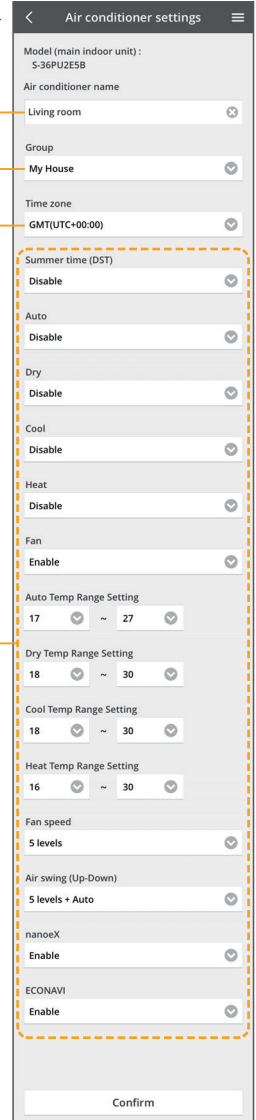 Air conditioner settings
Model (main indoor unit) :
S-36PU2E5B
Air conditioner name
Living room
Group
My House
Time zone
GMT(UTC+00:00)
Summer time (DST)
Disable
Auto
Disable
Dry
Disable
Cool
Disable
Heat
Disable
Fan
Enable
Auto Temp Range Setting
17 ~ 27
Dry Temp Range Setting
18 ~ 30
Cool Temp Range Setting
18 ~ 30
Heat Temp Range Setting
16 ~ 30
Fan speed
5 levels
Air swing (Up-Down)
5 levels + Auto
nanoeX
Enable
ECONAVI
Enable
Confirm